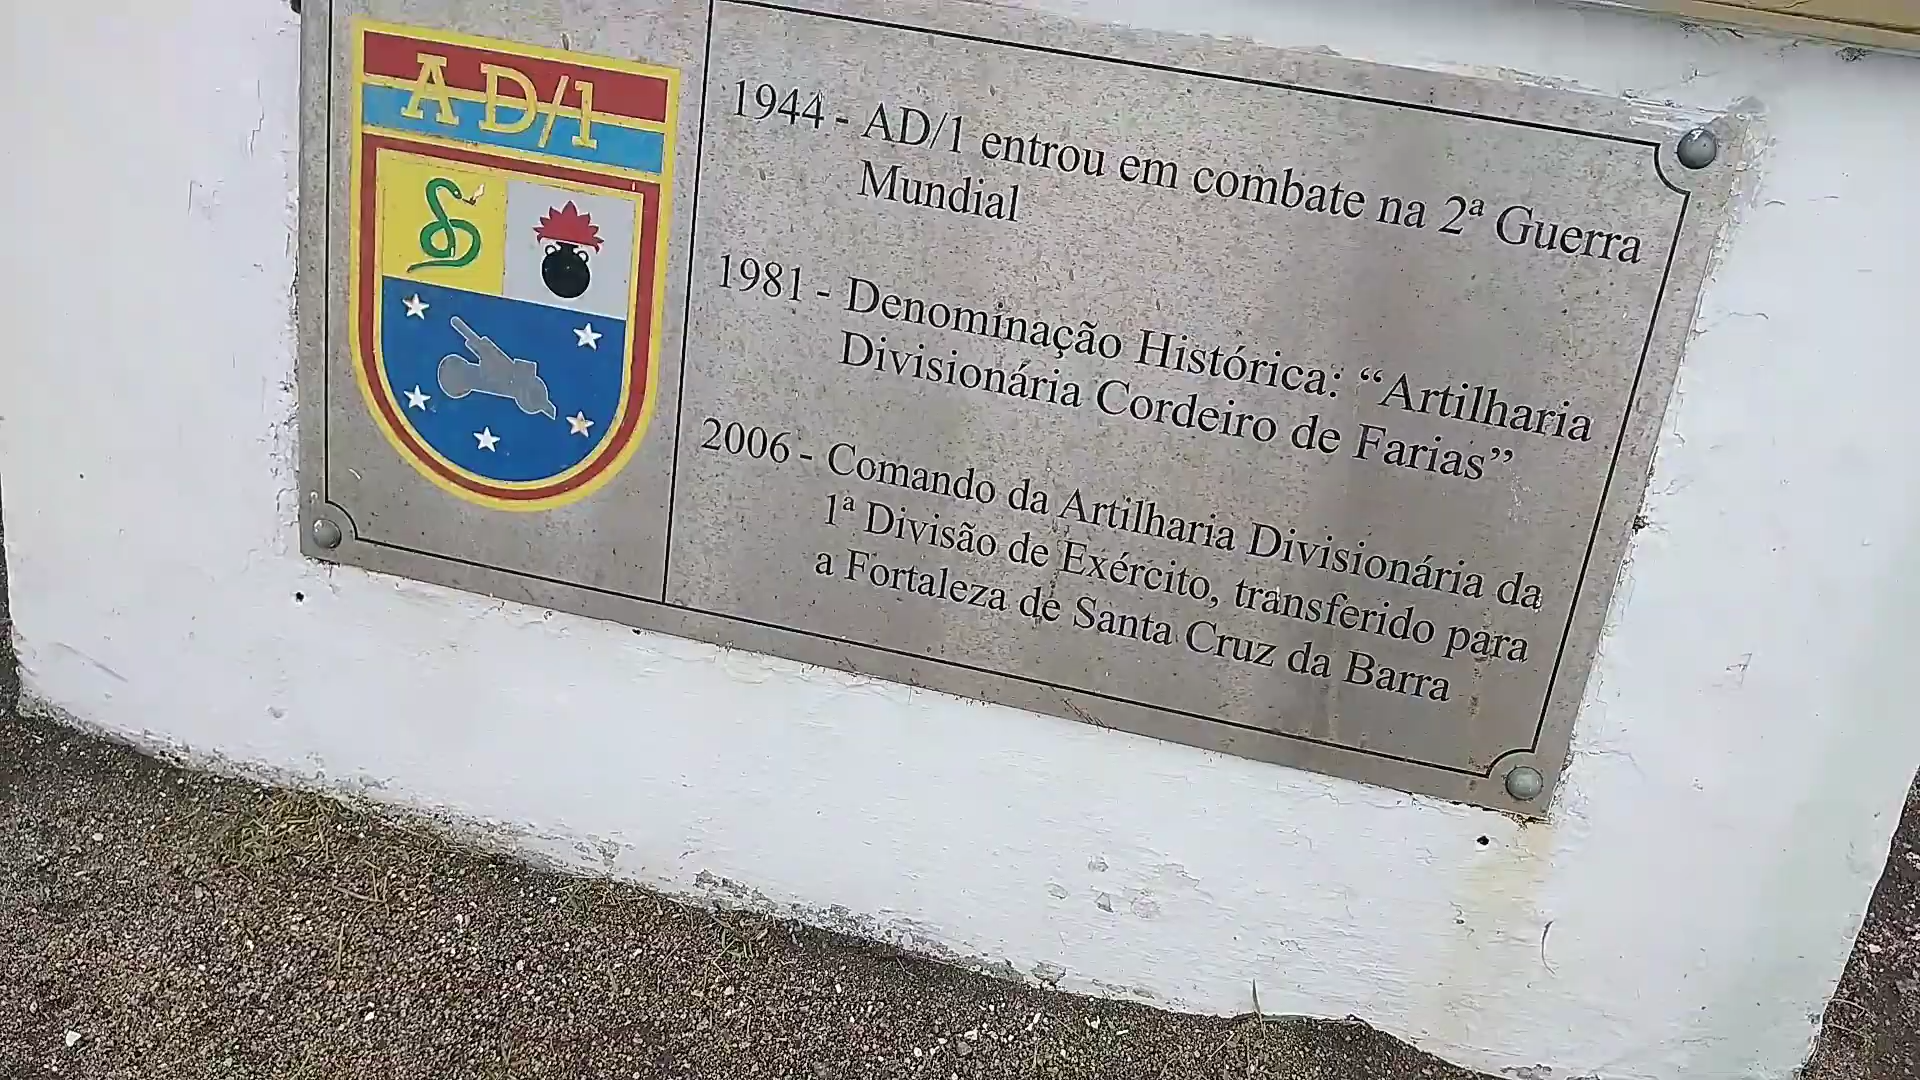 AD/1
1944 - AD/1 entrou em combate na 2ª Guerra
Mundial
1981 - Denominação Histórica: “Artilharia
Divisionária Cordeiro de Farias”
2006 - Comando da Artilharia Divisionária da
1ª Divisão de Exército, transferido para
a Fortaleza de Santa Cruz da Barra